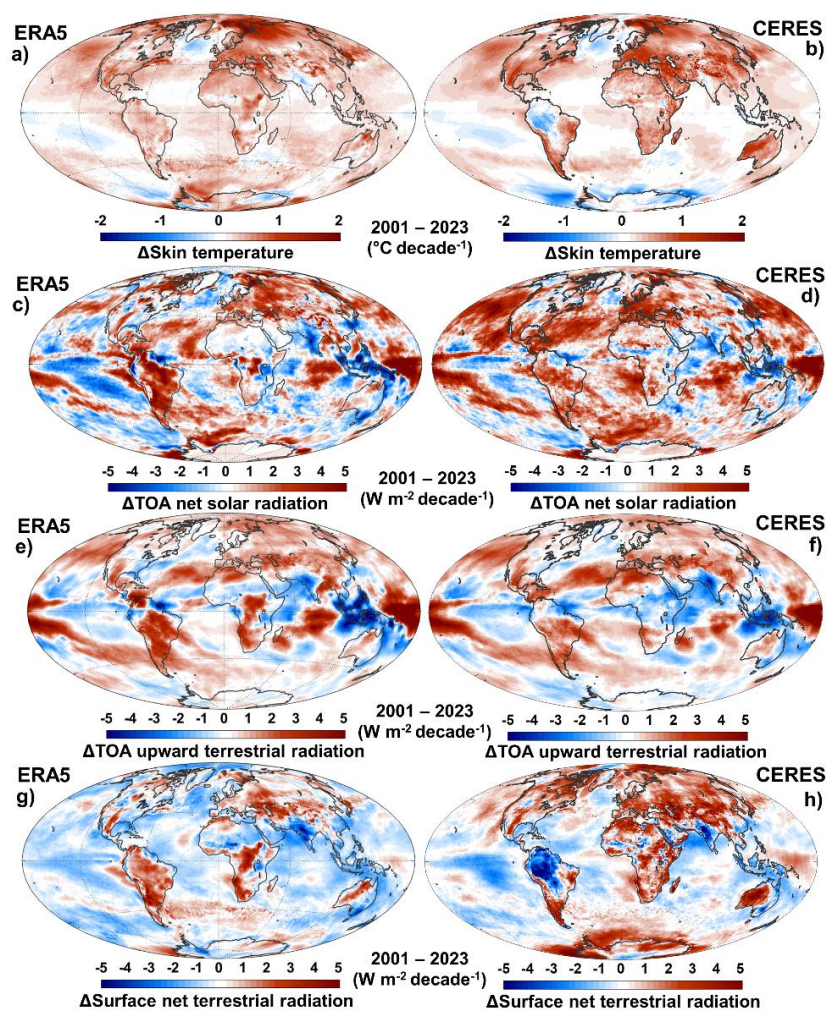 ERA5
a)
CERES
b)
-2 -1 0 1 2
ΔSkin temperature
2001 – 2023
(°C decade⁻¹)
-2 -1 0 1 2
ΔSkin temperature
ERA5
c)
CERES
d)
-5 -4 -3 -2 -1 0 1 2 3 4 5
ΔTOA net solar radiation
2001 – 2023
(W m⁻² decade⁻¹)
-5 -4 -3 -2 -1 0 1 2 3 4 5
ΔTOA net solar radiation
ERA5
e)
CERES
f)
-5 -4 -3 -2 -1 0 1 2 3 4 5
ΔTOA upward terrestrial radiation
2001 – 2023
(W m⁻² decade⁻¹)
-5 -4 -3 -2 -1 0 1 2 3 4 5
ΔTOA upward terrestrial radiation
ERA5
g)
CERES
h)
-5 -4 -3 -2 -1 0 1 2 3 4 5
ΔSurface net terrestrial radiation
2001 – 2023
(W m⁻² decade⁻¹)
-5 -4 -3 -2 -1 0 1 2 3 4 5
ΔSurface net terrestrial radiation